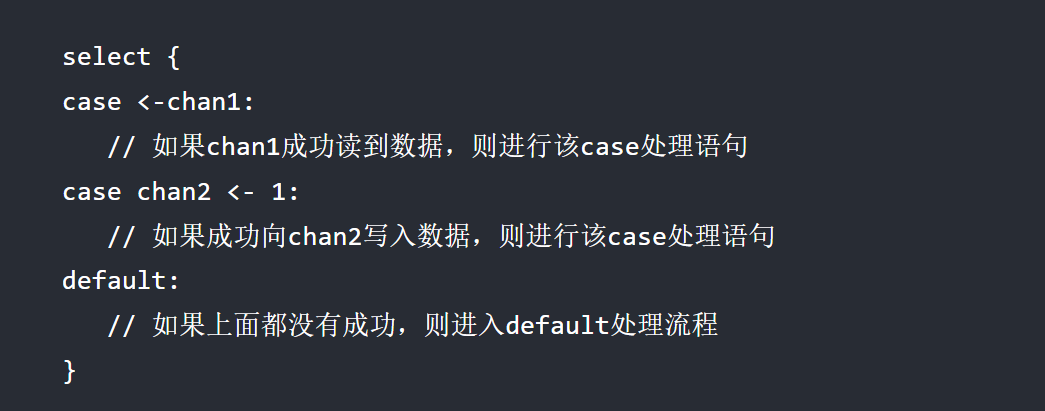 select {
case <-chan1:
// 如果chan1成功读到数据，则进行该case处理语句
case chan2 <- 1:
// 如果成功向chan2写入数据，则进行该case处理语句
default:
// 如果上面都没有成功，则进入default处理流程
}